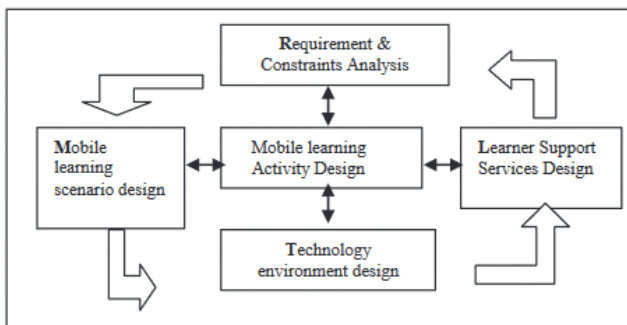 Requirement &
Constraints Analysis
Mobile
learning
scenario design
Mobile learning
Activity Design
Learner Support
Services Design
Technology
environment design